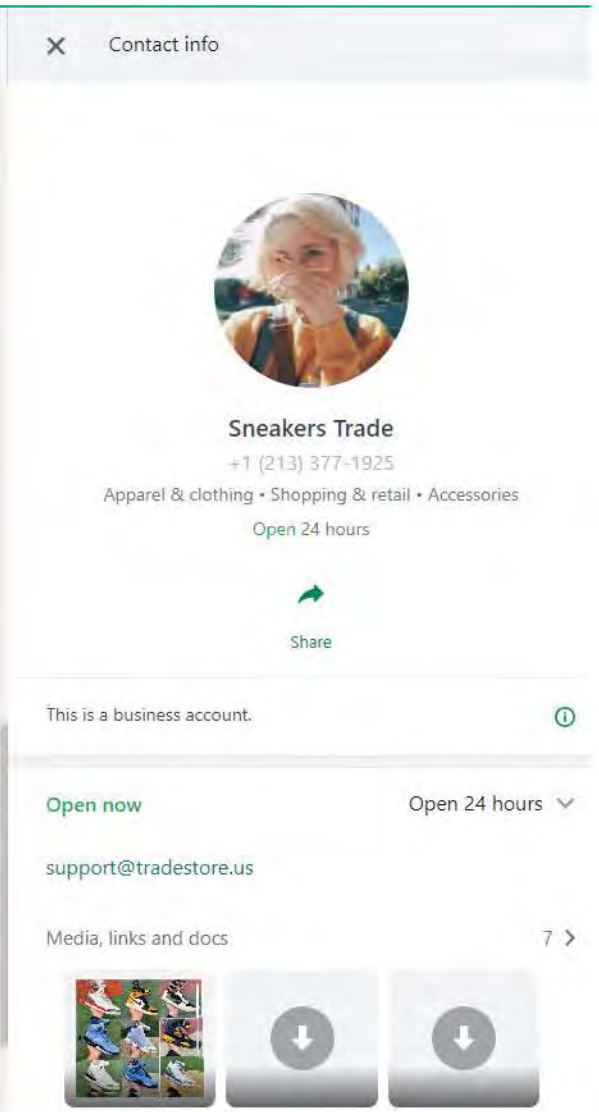 Contact info
Sneakers Trade
+1 (213) 377-1925
Apparel & clothing • Shopping & retail • Accessories
Open 24 hours
Share
This is a business account.
Open now
Open 24 hours
support@tradestore.us
Media, links and docs
7